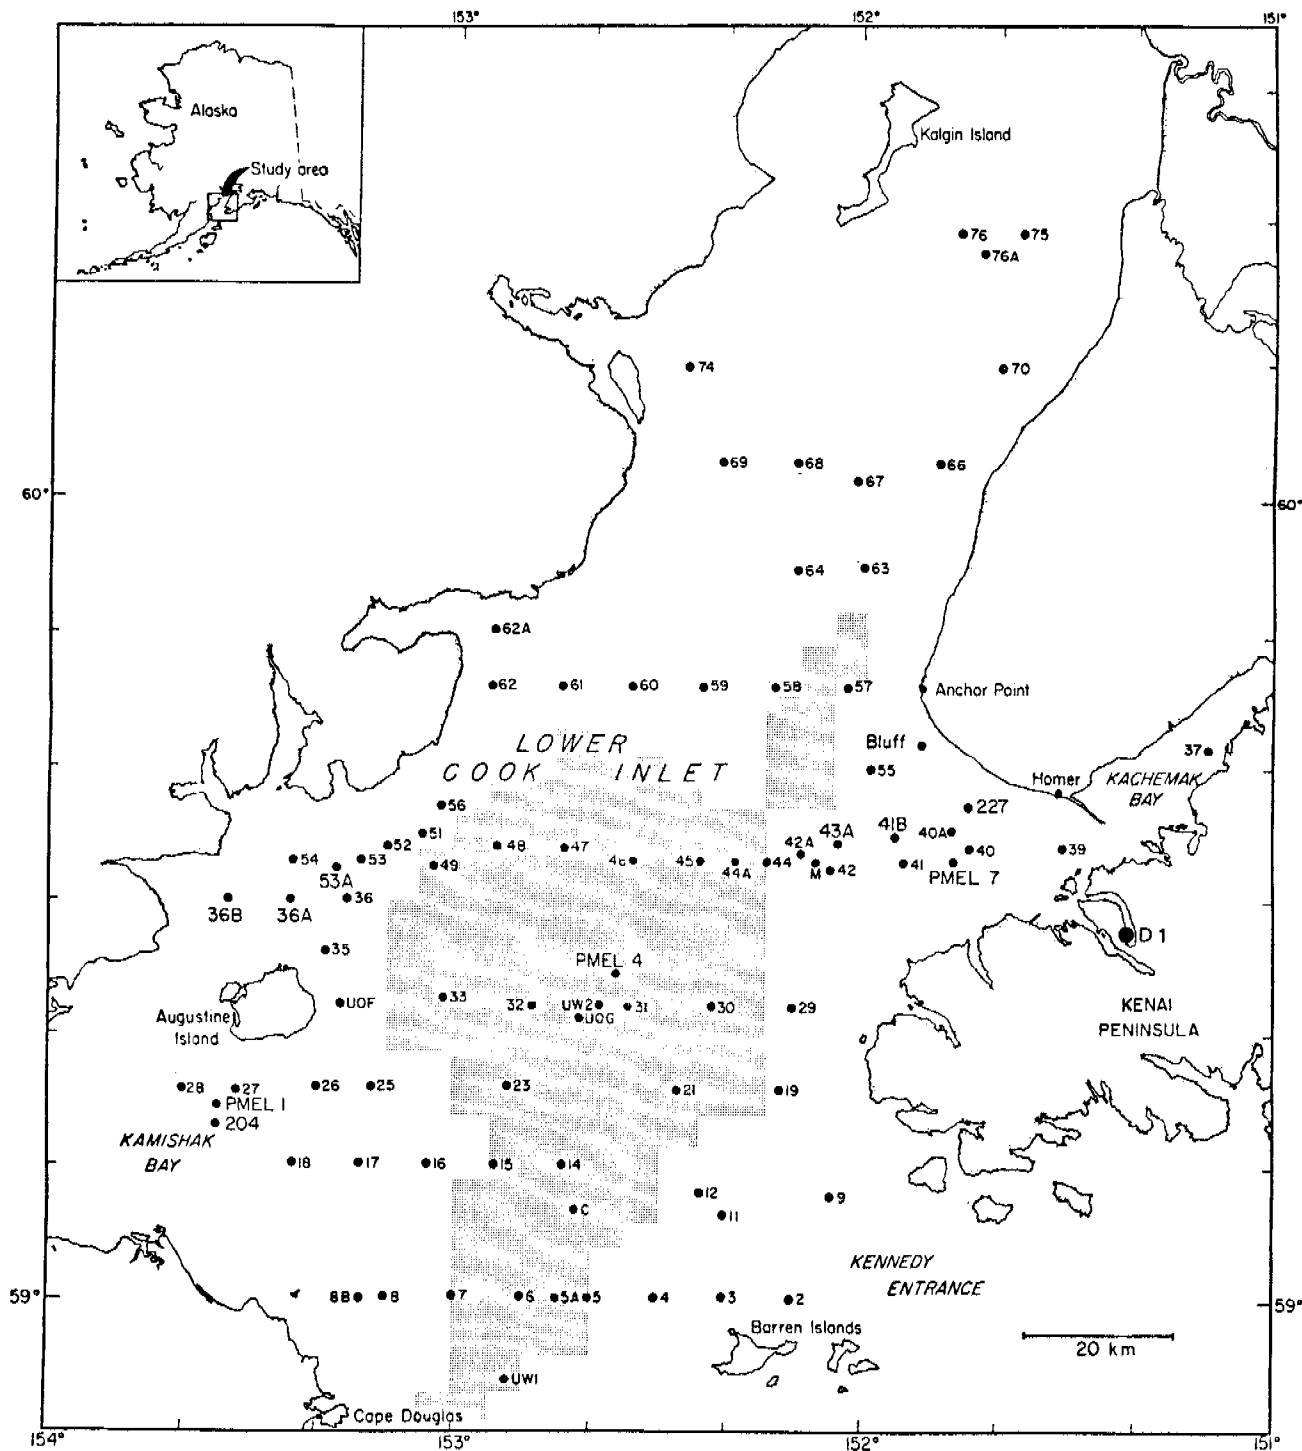 153°
152°
151°
Alaska
Study area
Kalgin Island
76
75
76A
74
70
69
68
66
67
60°
60°
64
63
62A
62
61
60
59
58
57
Anchor Point
LOWER
COOK INLET
Bluff
55
37
Homer
KACHEMAK
BAY
56
227
51
52
48
47
43A
42A
41B
40A
54
53
49
46
45
44A
44
M
42
41
40
39
53A
PMEL 7
36B
36A
36
35
D1
PMEL 4
UOF
33
32
UW2
31
30
29
UOG
Augustine
Island
KENAI
PENINSULA
28
27
26
25
23
21
19
PMEL 1
204
KAMISHAK
BAY
18
17
16
15
14
12
9
C
11
KENNEDY
ENTRANCE
59°
8B
8
7
6
5A
5
4
3
2
59°
Barren Islands
20 km
UW1
Cape Douglas
154°
153°
152°
151°